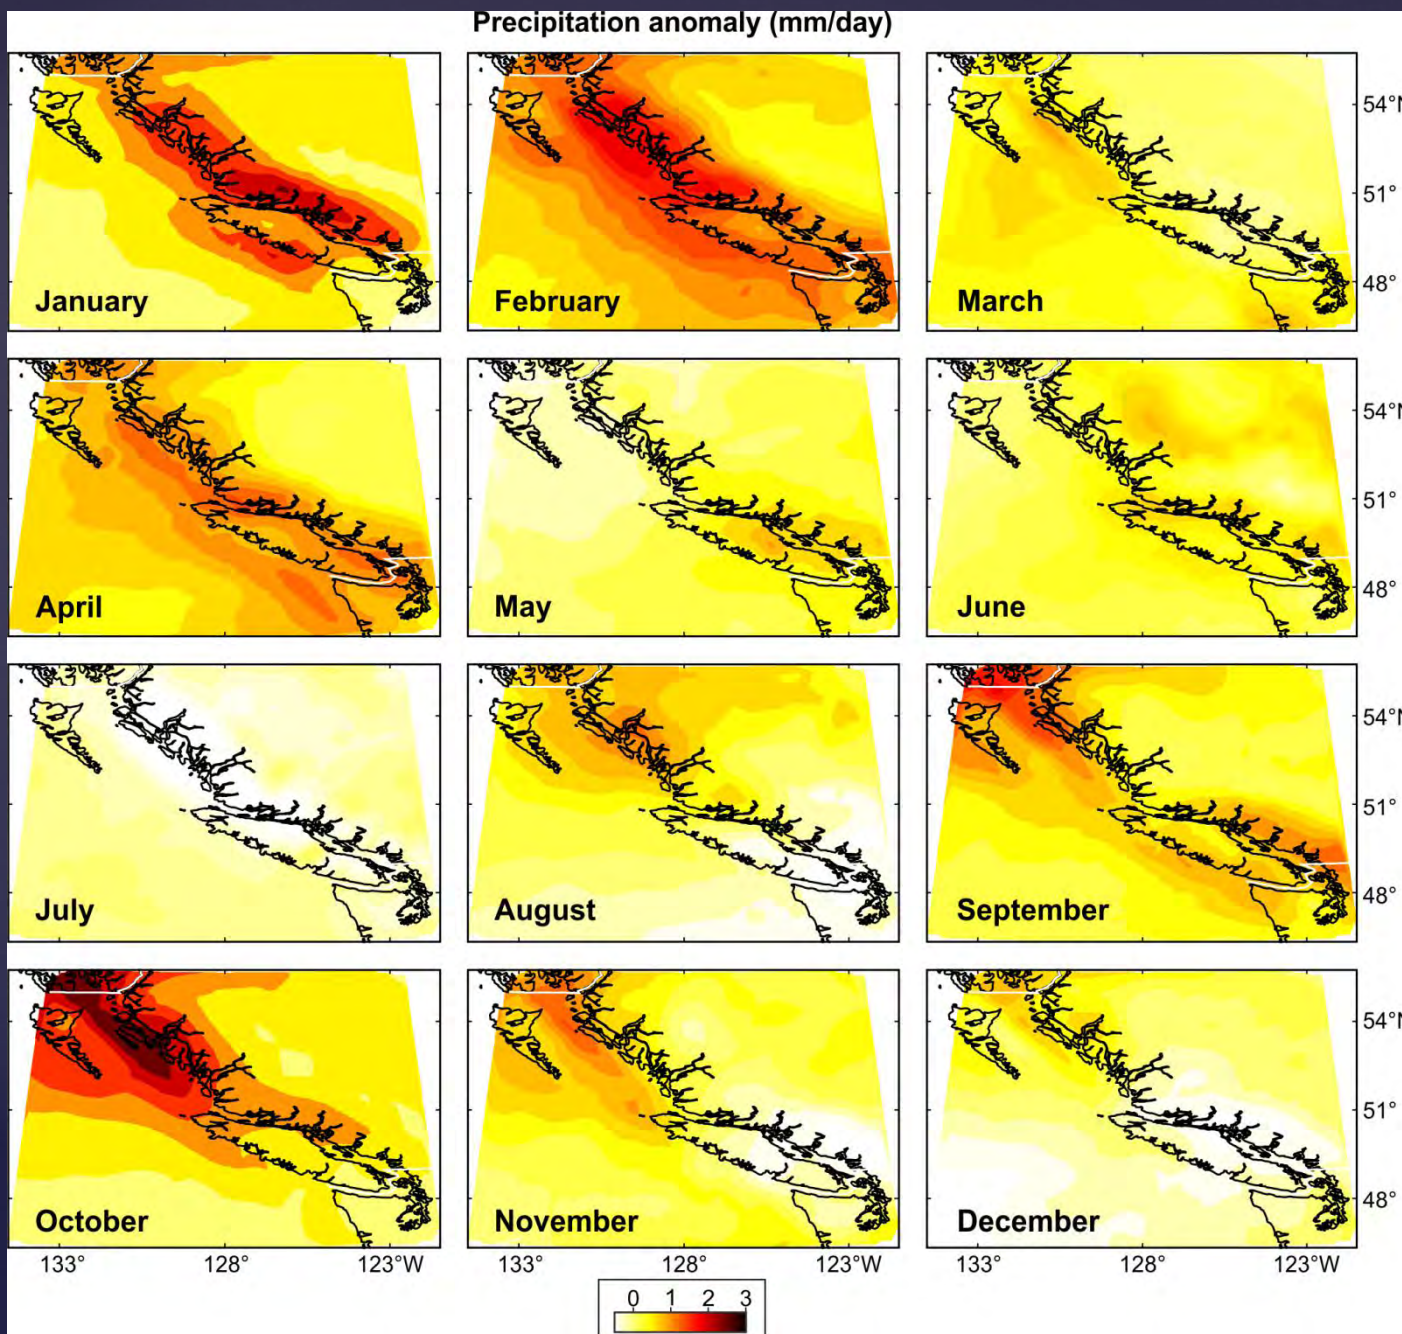 Precipitation anomaly (mm/day)
January
February
March
54°N
51°
48°
April
May
June
54°N
51°
48°
July
August
September
54°N
51°
48°
October
November
December
54°N
51°
48°
133° 128° 123°W 133° 128° 123°W 133° 128° 123°W
0 1 2 3